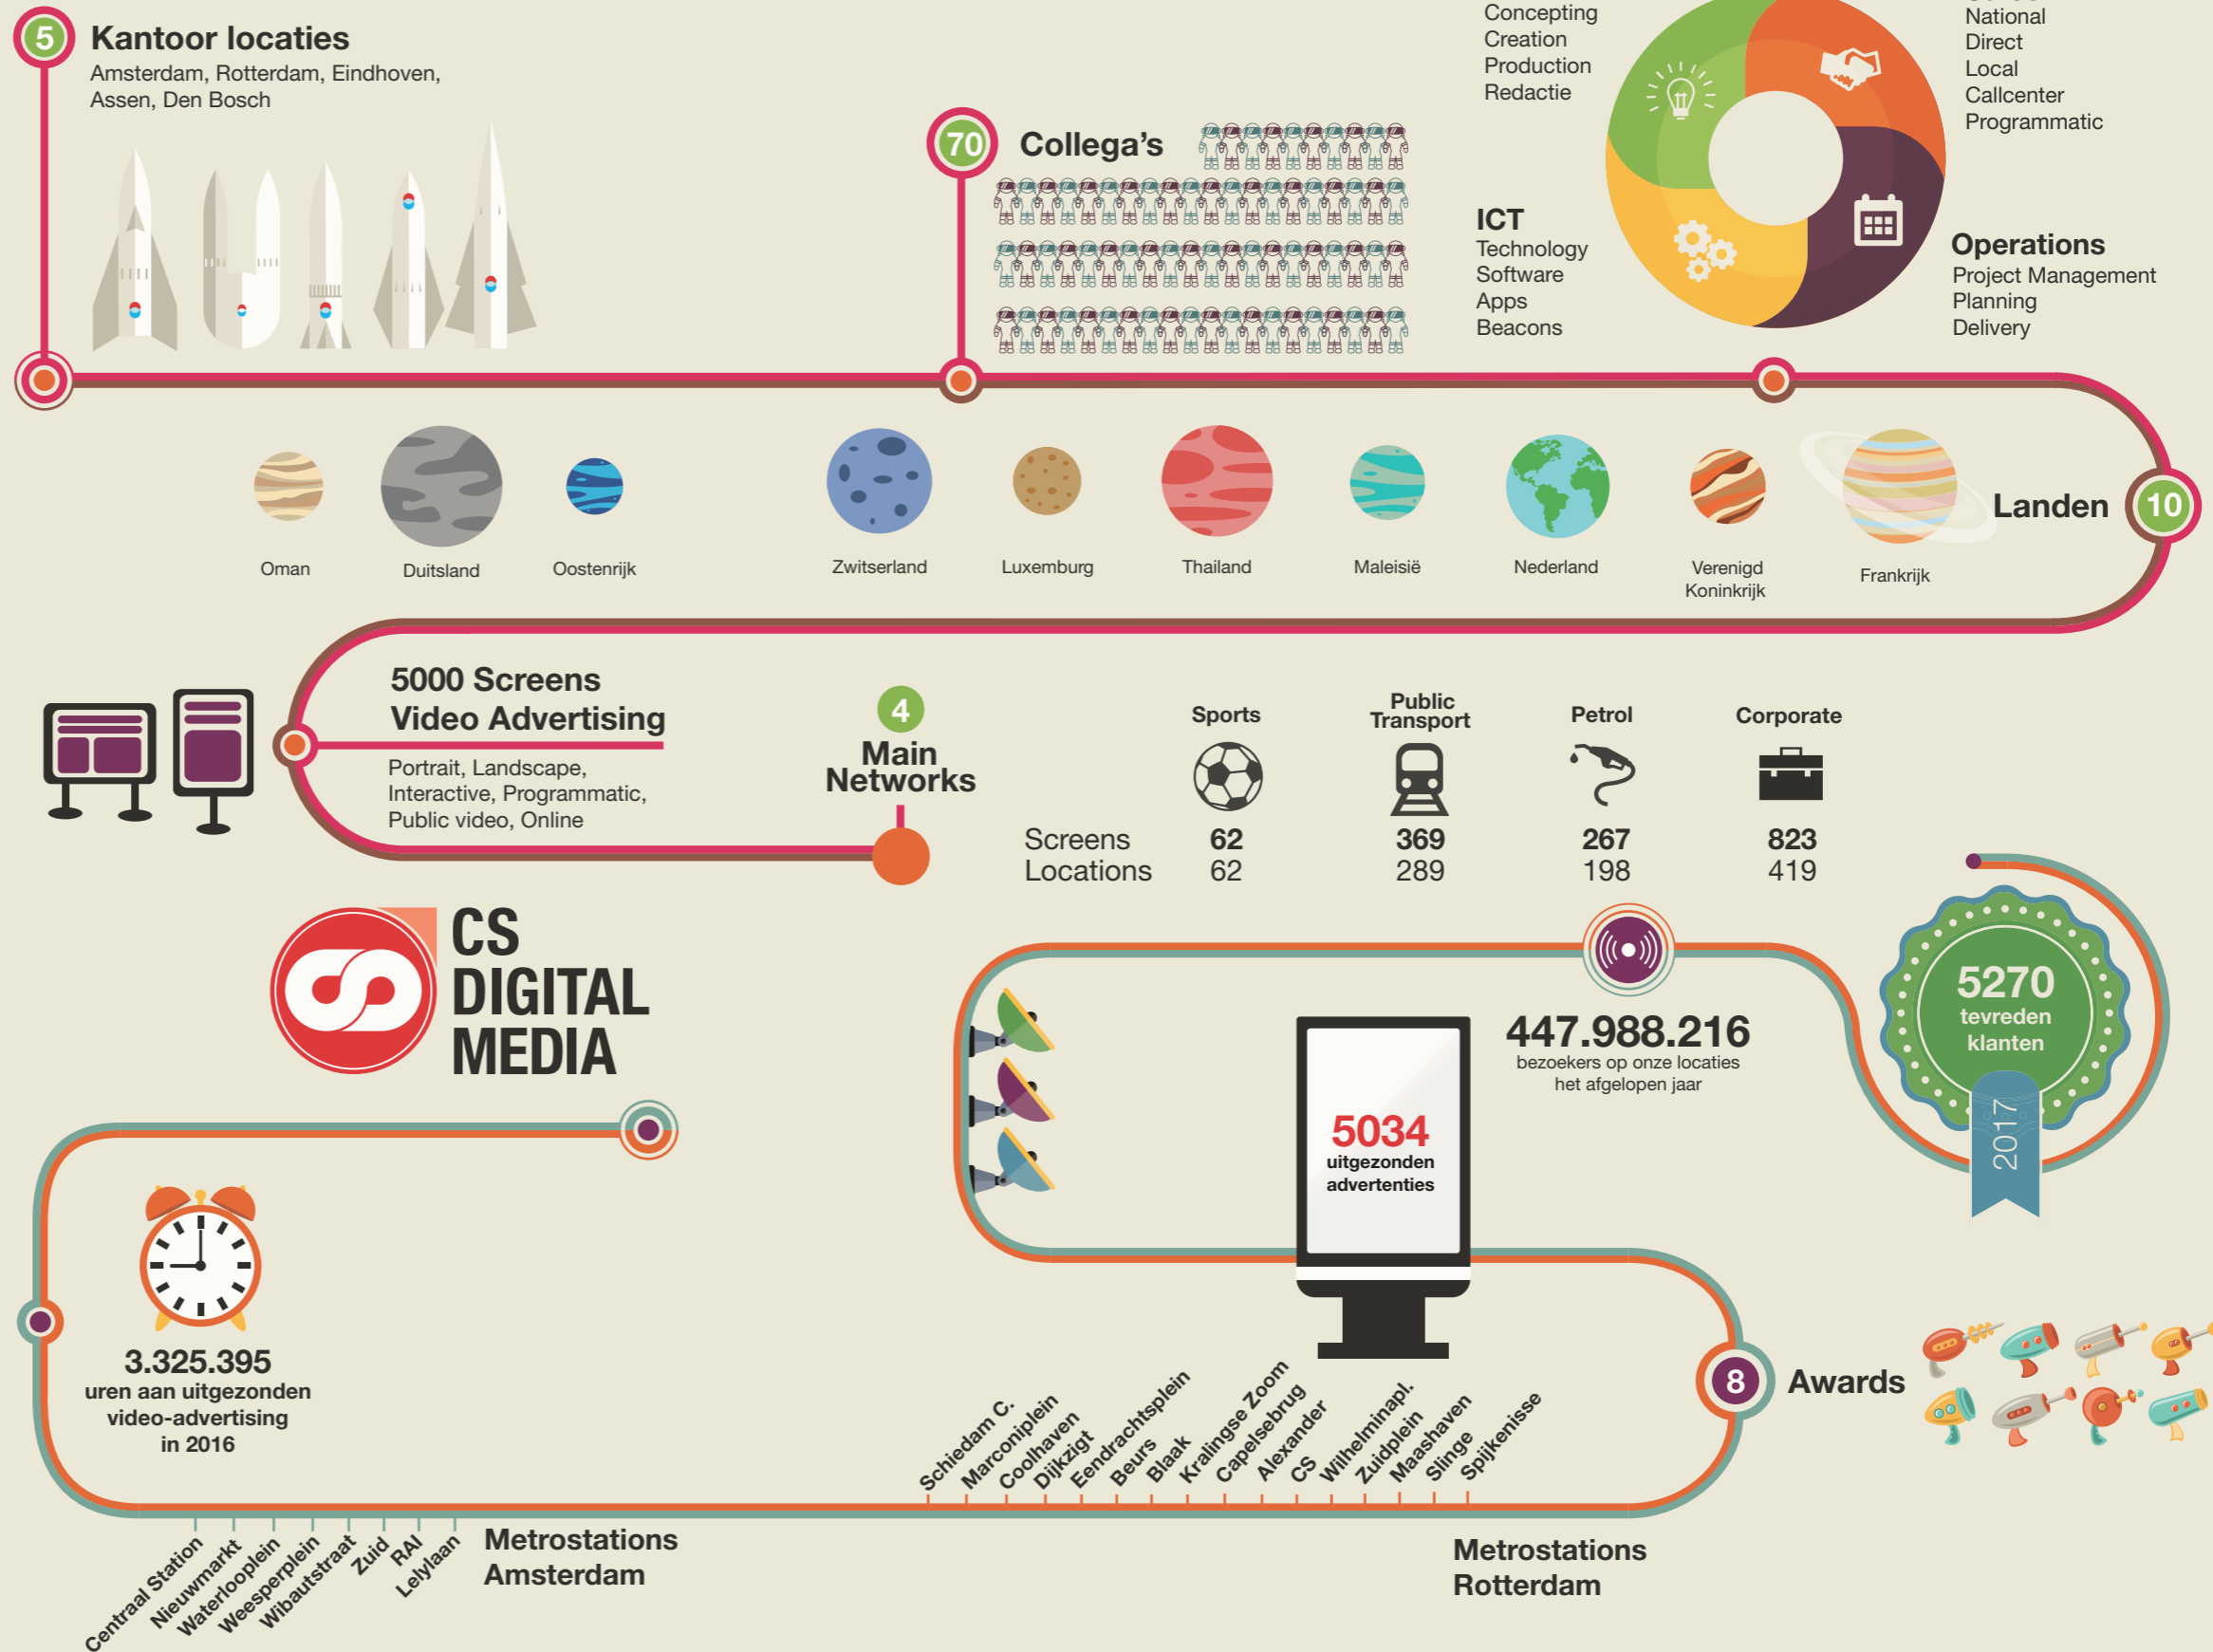 5
Kantoor locaties
Amsterdam, Rotterdam, Eindhoven,
Assen, Den Bosch
70
Collega's
Concepting
Creation
Production
Redactie
National
Direct
Local
Callcenter
Programmatic
ICT
Technology
Software
Apps
Beacons
Operations
Project Management
Planning
Delivery
Oman
Duitsland
Oostenrijk
Zwitserland
Luxemburg
Thailand
Maleisië
Nederland
Verenigd
Koninkrijk
Frankrijk
Landen
10
5000 Screens
Video Advertising
Portrait, Landscape,
Interactive, Programmatic,
Public video, Online
4
Main
Networks
Sports
Public
Transport
Petrol
Corporate
Screens 62 369 267 823
Locations 62 289 198 419
CS
DIGITAL
MEDIA
447.988.216
bezoekers op onze locaties
het afgelopen jaar
5270
tevreden
klanten
2017
5034
uitgezonden
advertenties
8
Awards
3.325.395
uren aan uitgezonden
video-advertising
in 2016
Schiedam C.
Marconiplein
Coolhaven
Dijkzigt
Eendrachtsplein
Beurs
Blaak
Kralingse Zoom
Capelsebrug
Alexander
CS
Wilhelminapl.
Zuidplein
Maashaven
Slinge
Spijkenisse
Metrostations
Rotterdam
Centraal Station
Nieuwmarkt
Waterlooplein
Weesperplein
Wibautstraat
Zuid
RAI
Lelylaan
Metrostations
Amsterdam